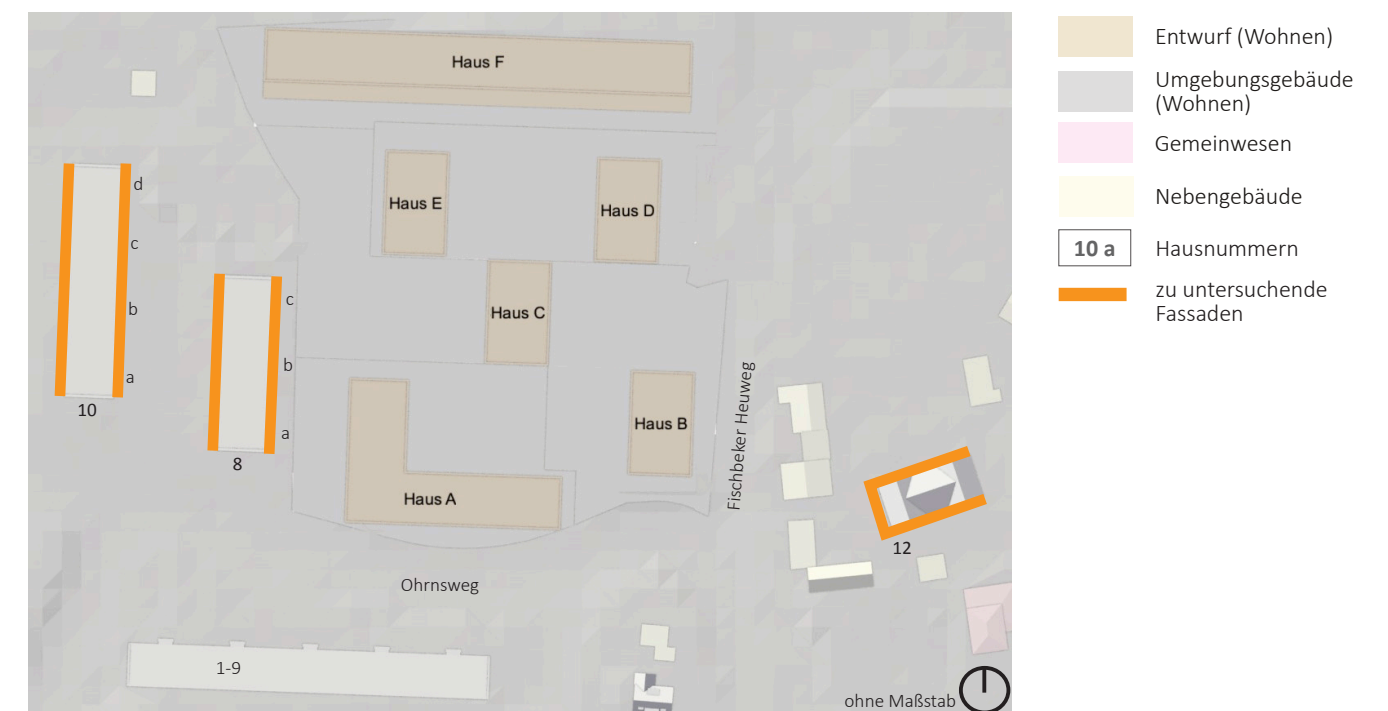 Haus F
Haus E
Haus D
Haus C
Haus B
Haus A
d
c
b
a
10
c
b
a
8
Fischbeker Heuweg
12
Ohrnsweg
1-9
ohne Maßstab
Entwurf (Wohnen)
Umgebungsgebäude
(Wohnen)
Gemeinwesen
Nebengebäude
10 a
Hausnummern
zu untersuchende
Fassaden